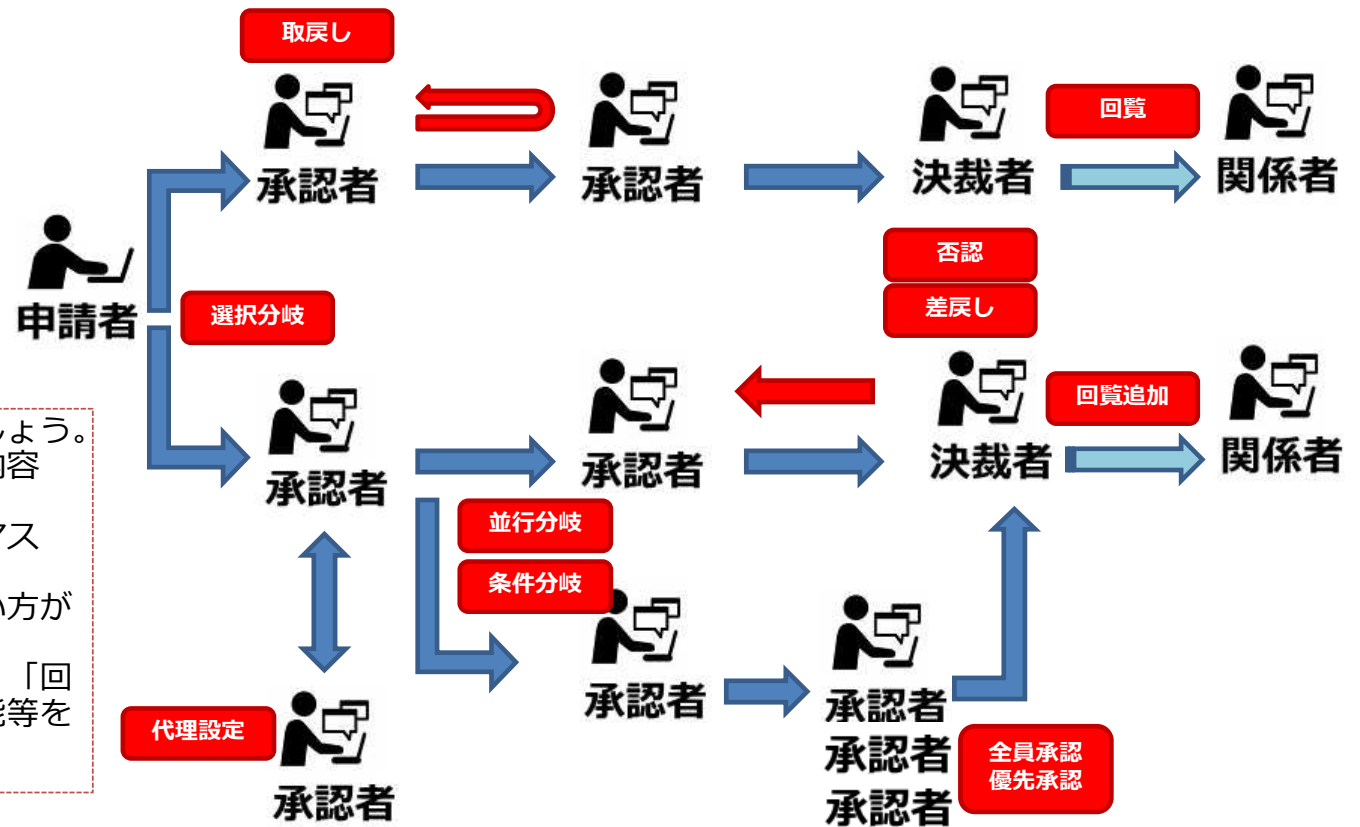 取戻し
承認者
承認者
決裁者
回覧
関係者
申請者
選択分岐
否認
差戻し
承認者
承認者
決裁者
回覧追加
関係者
しょう。
内容
アス
い方が
「回
能等を
並行分岐
条件分岐
代理設定
承認者
承認者
承認者
承認者
承認者
全員承認
優先承認